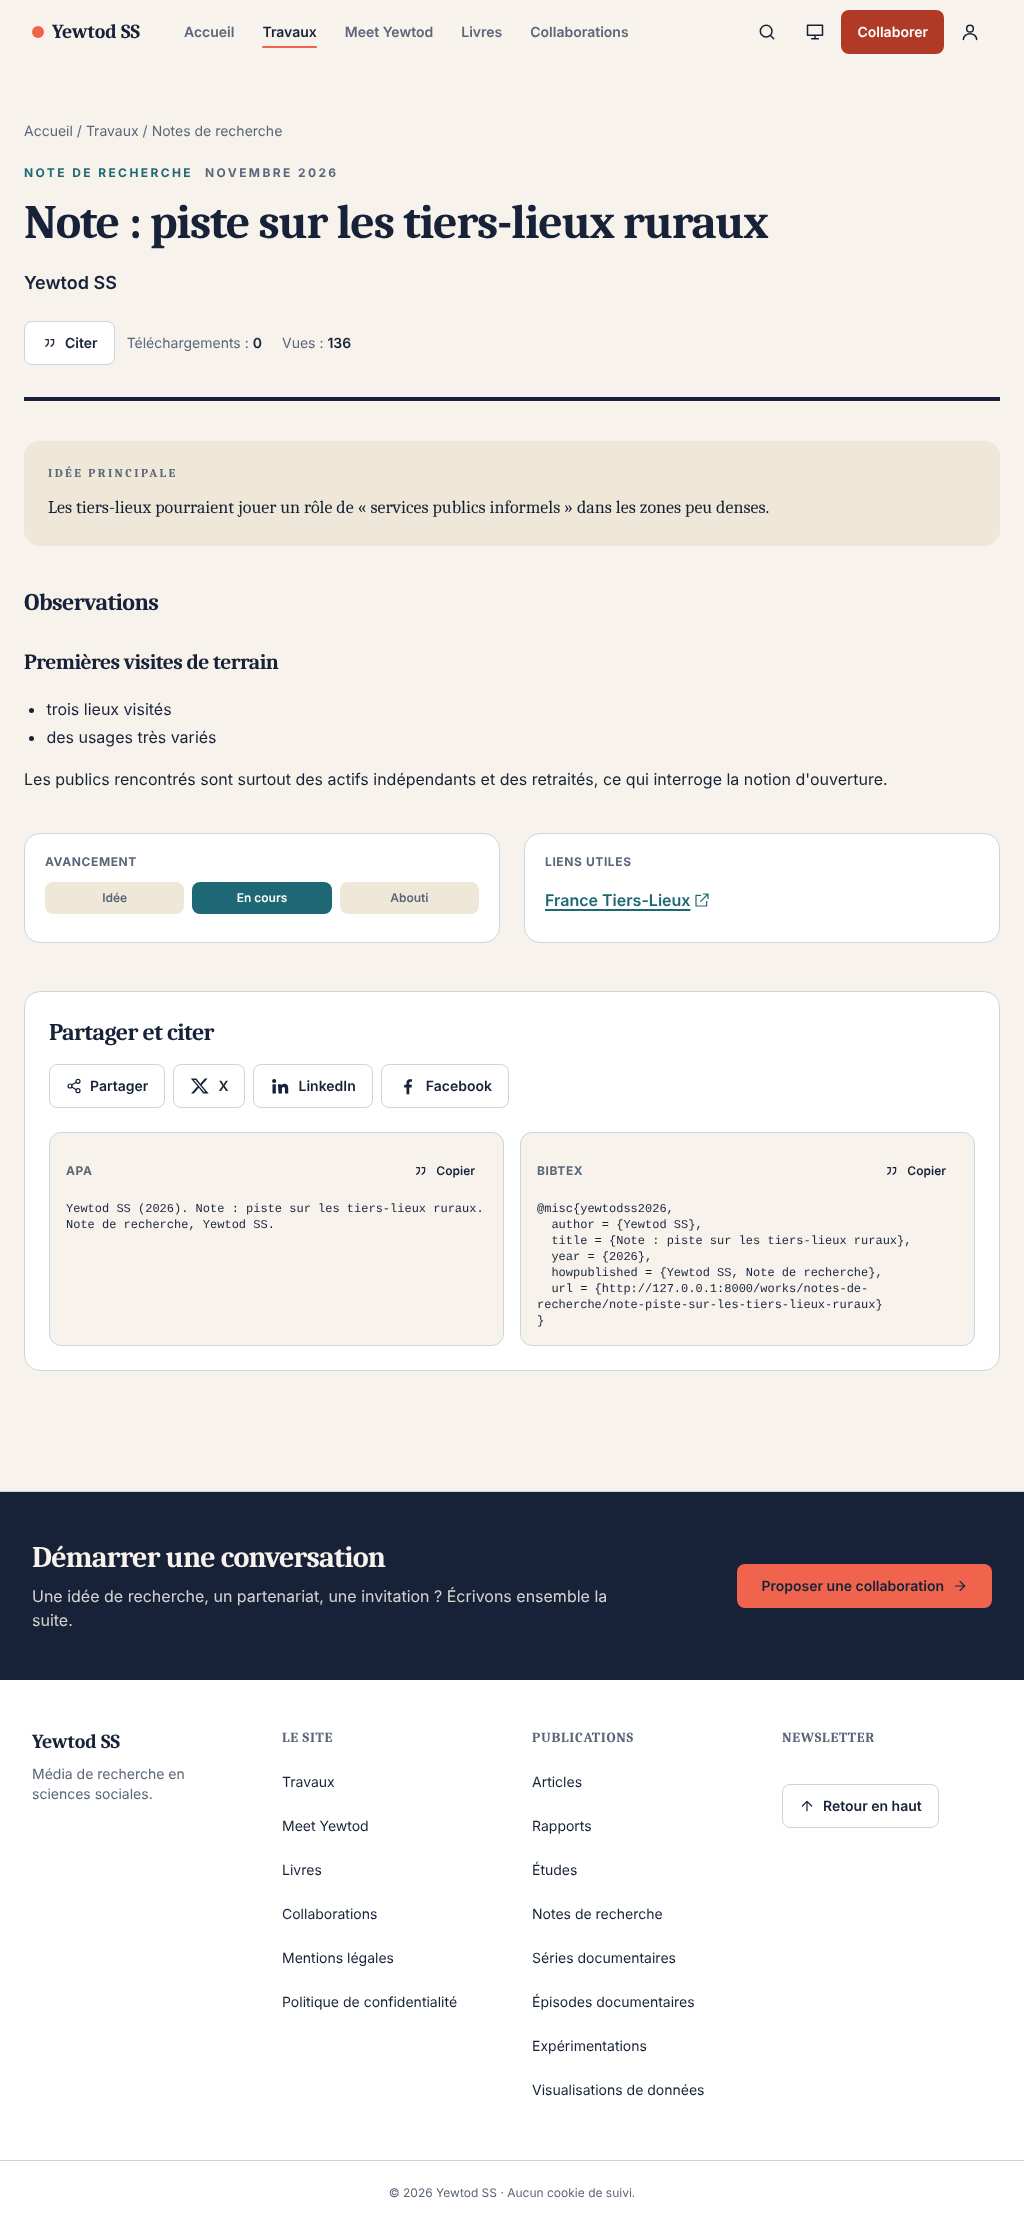 Yewtod SS
Accueil
Travaux
Meet Yewtod
Livres
Collaborations
Collaborer
Accueil / Travaux / Notes de recherche
NOTE DE RECHERCHE NOVEMBRE 2026
Note : piste sur les tiers-lieux ruraux
Yewtod SS
Citer
Téléchargements : 0
Vues : 136
IDÉE PRINCIPALE
Les tiers-lieux pourraient jouer un rôle de « services publics informels » dans les zones peu denses.
Observations
Premières visites de terrain
• trois lieux visités
• des usages très variés
Les publics rencontrés sont surtout des actifs indépendants et des retraités, ce qui interroge la notion d'ouverture.
AVANCEMENT
Idée
En cours
Abouti
LIENS UTILES
France Tiers-Lieux
Partager et citer
Partager
X
LinkedIn
Facebook
APA
Copier
Yewtod SS (2026). Note : piste sur les tiers-lieux ruraux.
Note de recherche, Yewtod SS.
BIBTEX
Copier
@misc{yewtodss2026,
  author = {Yewtod SS},
  title = {Note : piste sur les tiers-lieux ruraux},
  year = {2026},
  howpublished = {Yewtod SS, Note de recherche},
  url = {http://127.0.0.1:8000/works/notes-de-
recherche/note-piste-sur-les-tiers-lieux-ruraux}
}
Démarrer une conversation
Une idée de recherche, un partenariat, une invitation ? Écrivons ensemble la
suite.
Proposer une collaboration
Yewtod SS
Média de recherche en
sciences sociales.
LE SITE
Travaux
Meet Yewtod
Livres
Collaborations
Mentions légales
Politique de confidentialité
PUBLICATIONS
Articles
Rapports
Études
Notes de recherche
Séries documentaires
Épisodes documentaires
Expérimentations
Visualisations de données
NEWSLETTER
Retour en haut
© 2026 Yewtod SS · Aucun cookie de suivi.